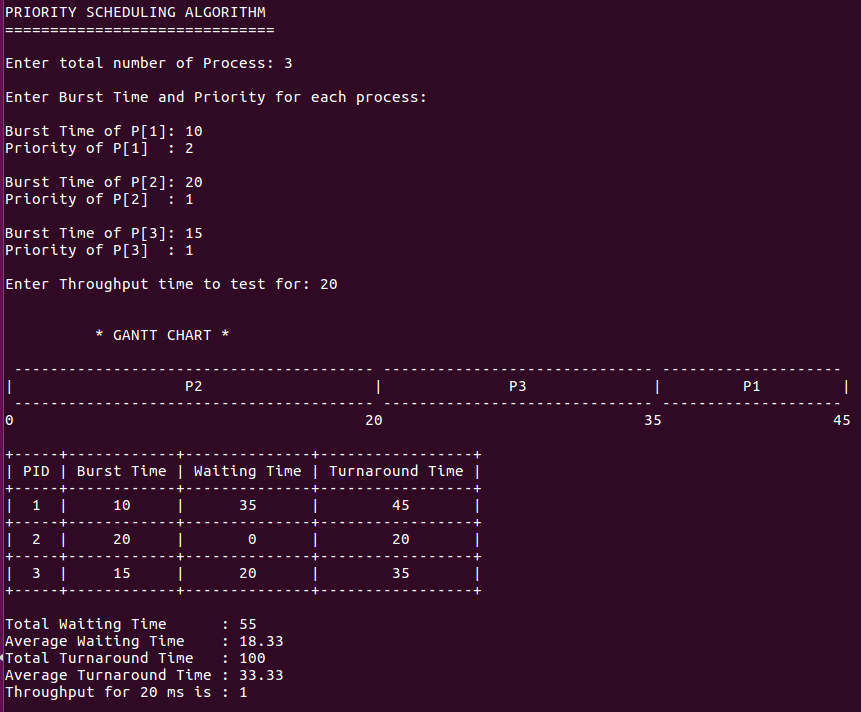 PRIORITY SCHEDULING ALGORITHM
==============================
Enter total number of Process: 3
Enter Burst Time and Priority for each process:
Burst Time of P[1]: 10
Priority of P[1]  : 2
Burst Time of P[2]: 20
Priority of P[2]  : 1
Burst Time of P[3]: 15
Priority of P[3]  : 1
Enter Throughput time to test for: 20
          * GANTT CHART *
 ---------------------------------------- ------------------------------ --------------------
|                   P2                   |              P3              |         P1         |
 ---------------------------------------- ------------------------------ --------------------
0                                       20                             35                   45
+-----+------------+--------------+-----------------+
| PID | Burst Time | Waiting Time | Turnaround Time |
+-----+------------+--------------+-----------------+
|  1  |     10     |      35      |        45       |
+-----+------------+--------------+-----------------+
|  2  |     20     |       0      |        20       |
+-----+------------+--------------+-----------------+
|  3  |     15     |      20      |        35       |
+-----+------------+--------------+-----------------+
Total Waiting Time      : 55
Average Waiting Time    : 18.33
Total Turnaround Time   : 100
Average Turnaround Time : 33.33
Throughput for 20 ms is : 1